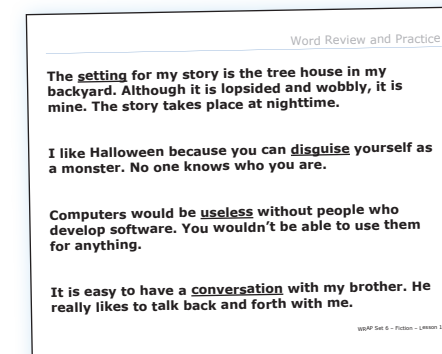 Word Review and Practice
The setting for my story is the tree house in my
backyard. Although it is lopsided and wobbly, it is
mine. The story takes place at nighttime.
I like Halloween because you can disguise yourself as
a monster. No one knows who you are.
Computers would be useless without people who
develop software. You wouldn't be able to use them
for anything.
It is easy to have a conversation with my brother. He
really likes to talk back and forth with me.
WRAP Set 6 – Fiction – Lesson 1